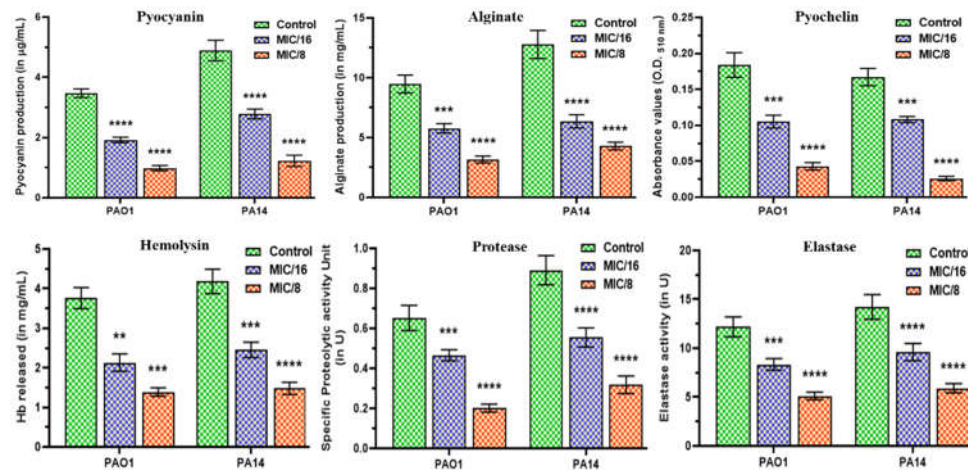 Pyocyanin
Control
MIC/16
MIC/8
Pyocyanin production (in μg/mL)
6
4
2
0
****
****
****
****
PAO1
PA14
Alginate
Control
MIC/16
MIC/8
Alginate production (in mg/mL)
15
10
5
0
***
****
****
****
PAO1
PA14
Pyochelin
Control
MIC/16
MIC/8
Absorbance values (O.D. 510 nm)
0.25
0.20
0.15
0.10
0.05
0.00
***
****
***
****
PAO1
PA14
Hemolysin
Control
MIC/16
MIC/8
Hb released (in mg/mL)
5
4
3
2
1
0
**
***
***
****
PAO1
PA14
Protease
Control
MIC/16
MIC/8
Specific Proteolytic activity Unit
(in U)
1.0
0.8
0.6
0.4
0.2
0.0
***
****
****
****
PAO1
PA14
Elastase
Control
MIC/16
MIC/8
Elastase activity (in U)
20
15
10
5
0
***
****
****
****
PAO1
PA14